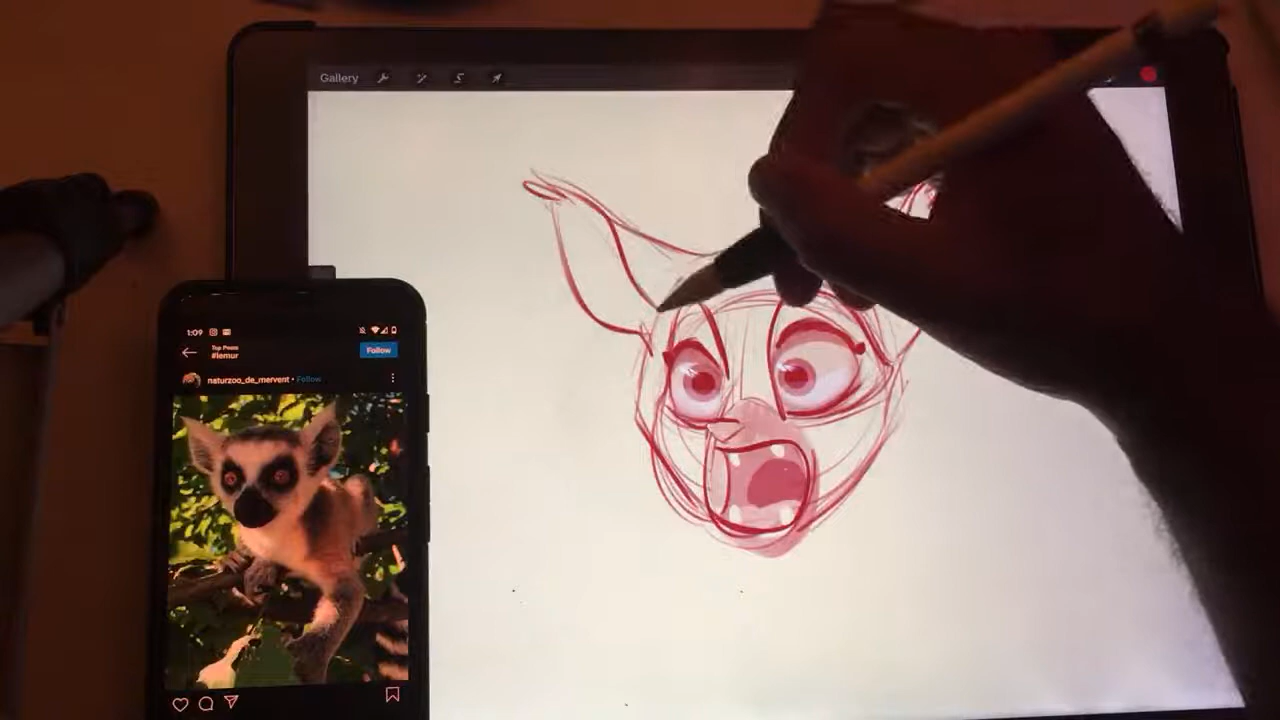 Gallery
1:09
Top Posts
#lemur
Follow
naturzoo_de_mervent • Follow